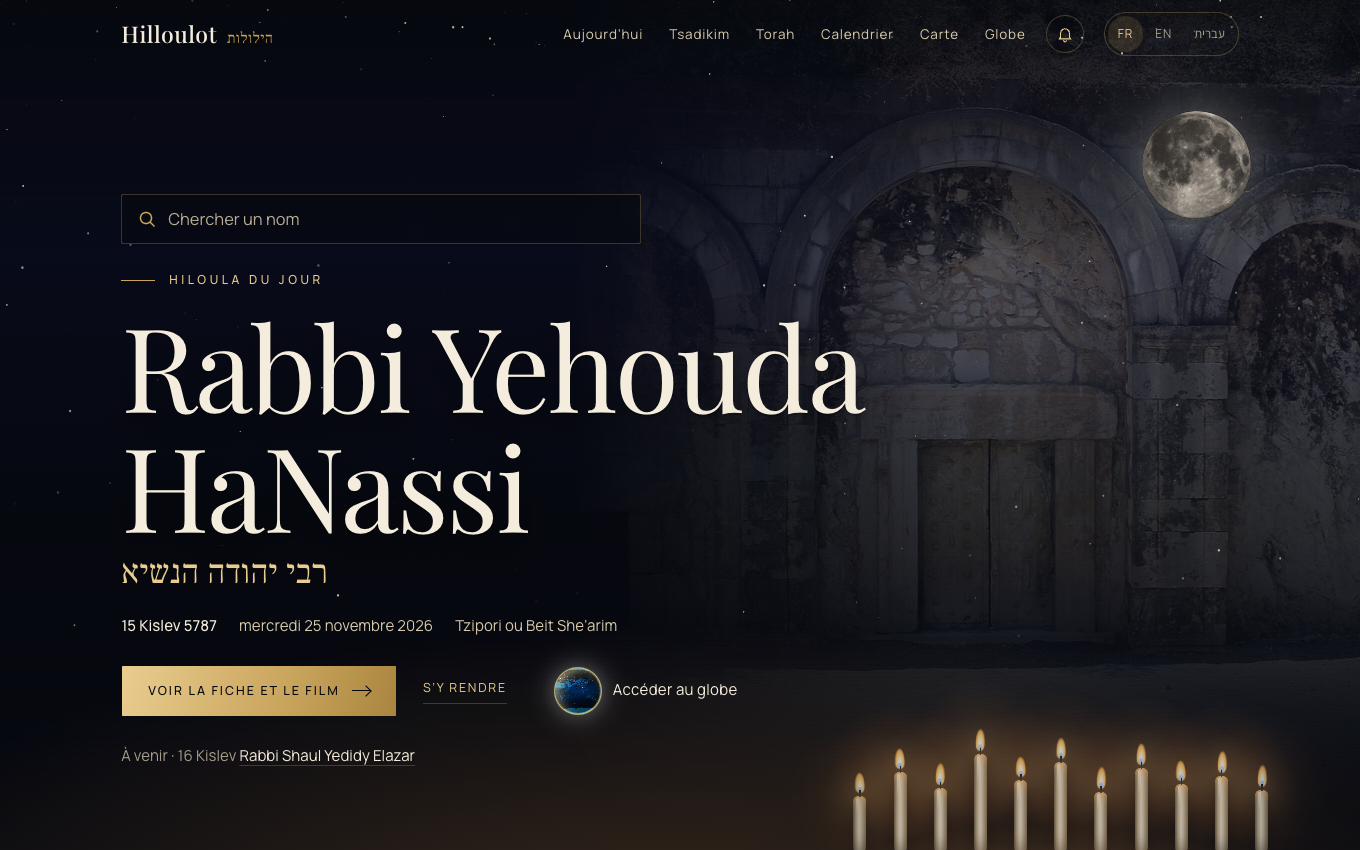 Hilloulot הילולות
Aujourd'hui Tsadikim Torah Calendrier Carte Globe FR EN עברית
Chercher un nom
HILOULA DU JOUR
Rabbi Yehouda
HaNassi
רבי יהודה הנשיא
15 Kislev 5787 mercredi 25 novembre 2026 Tzipori ou Beit She'arim
VOIR LA FICHE ET LE FILM S'Y RENDRE Accéder au globe
À venir · 16 Kislev Rabbi Shaul Yedidy Elazar